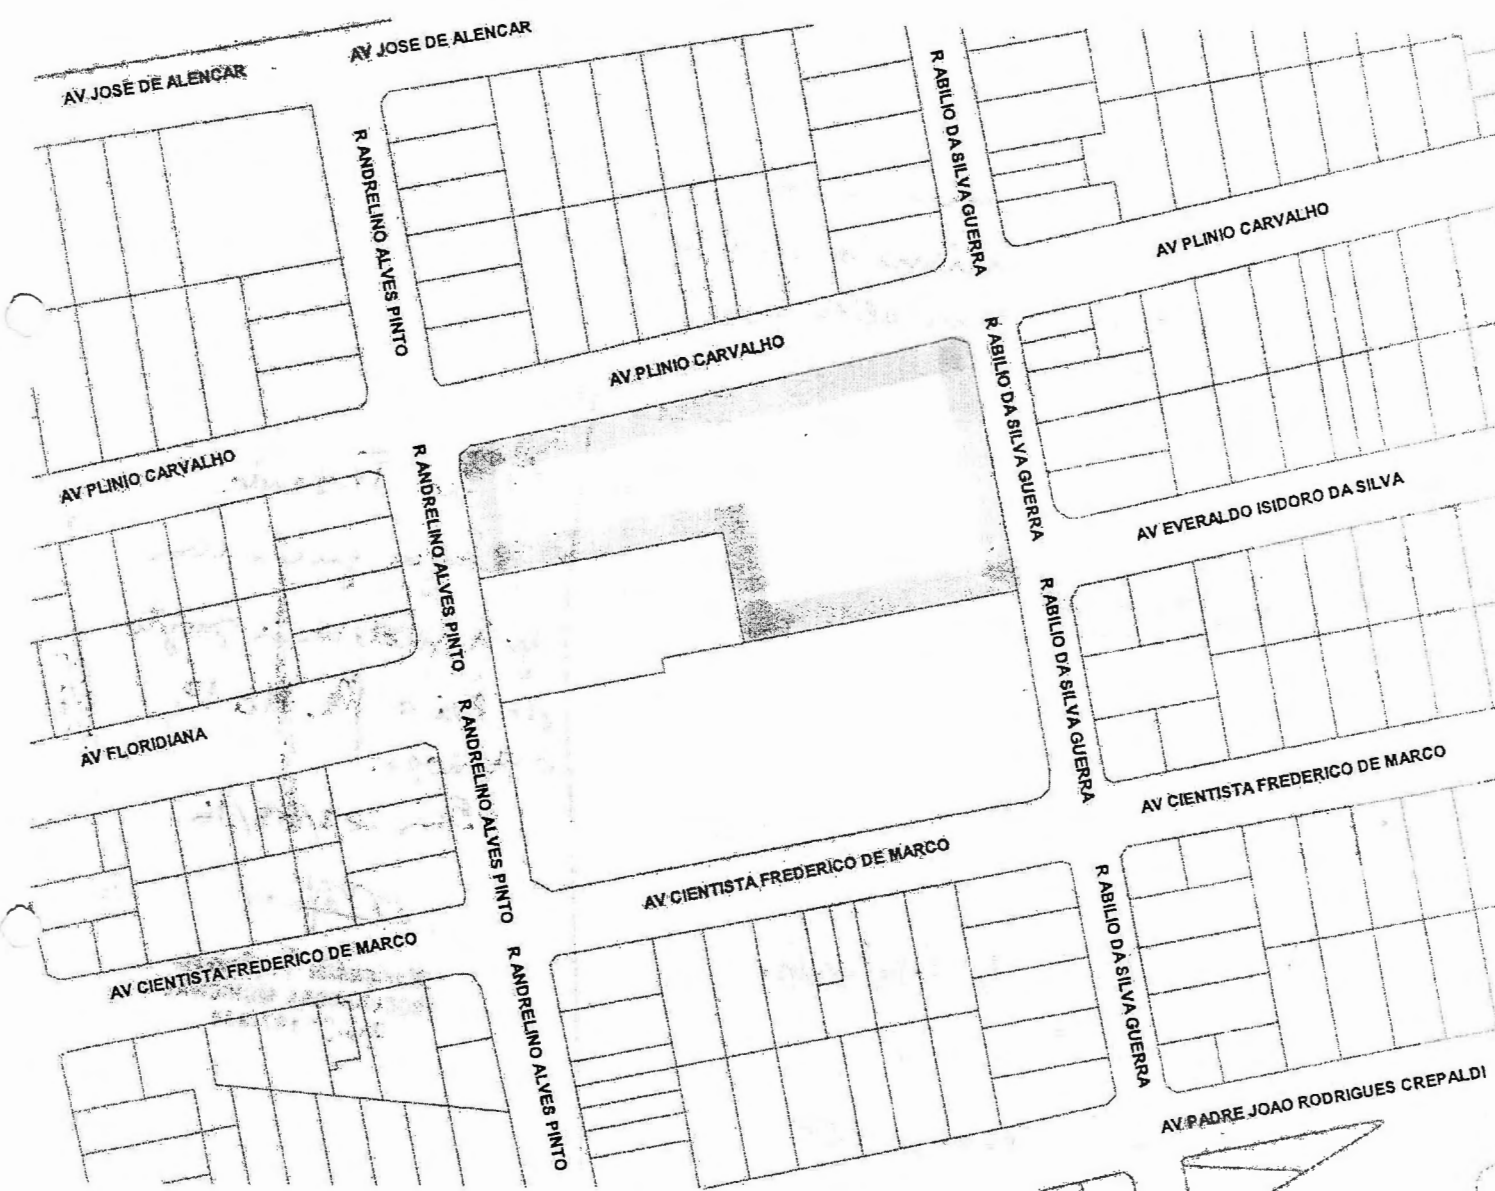 AV JOSE DE ALENCAR
AV JOSE DE ALENCAR
R ANDRELINO ALVES PINTO
R ABILIO DA SILVA GUERRA
AV PLINIO CARVALHO
AV PLINIO CARVALHO
AV PLINIO CARVALHO
R ANDRELINO ALVES PINTO
R ABILIO DA SILVA GUERRA
AV EVERALDO ISIDORO DA SILVA
AV FLORIDIANA
R ANDRELINO ALVES PINTO
R ABILIO DA SILVA GUERRA
AV CIENTISTA FREDERICO DE MARCO
AV CIENTISTA FREDERICO DE MARCO
AV CIENTISTA FREDERICO DE MARCO
R ANDRELINO ALVES PINTO
R ABILIO DA SILVA GUERRA
AV PADRE JOAO RODRIGUES CREPALDI